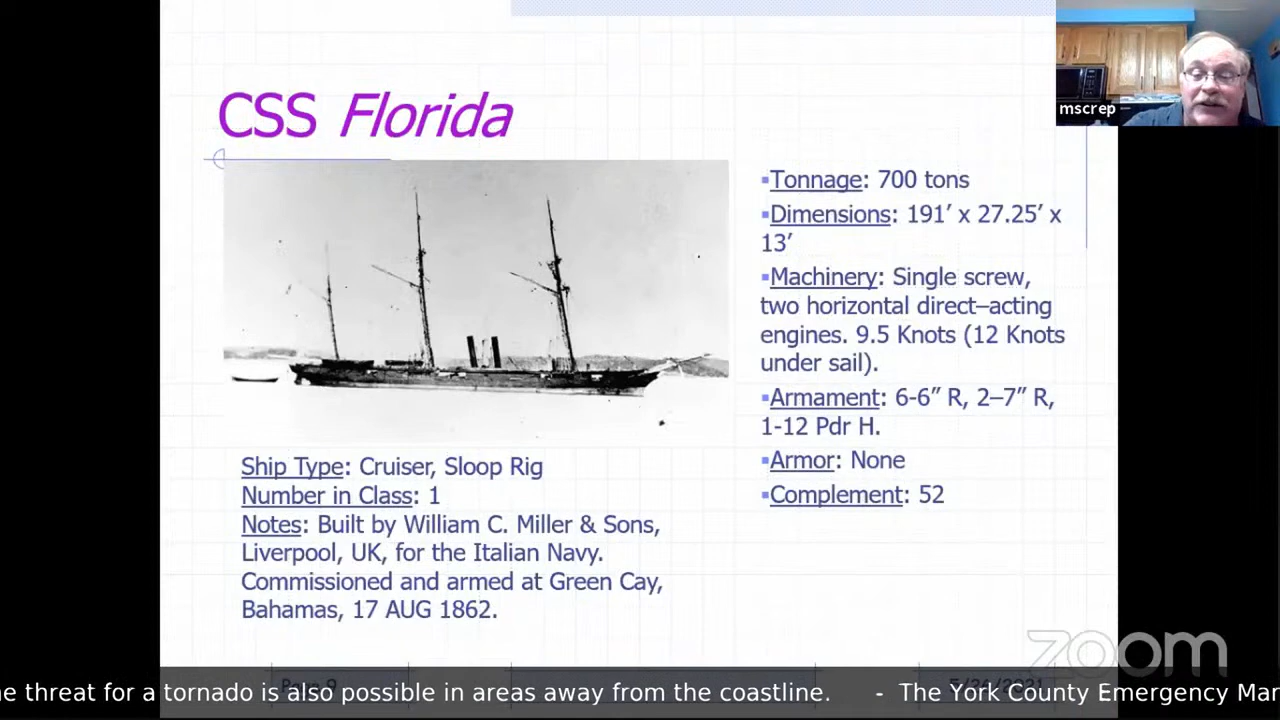 mscrep
CSS Florida
▪Tonnage: 700 tons
▪Dimensions: 191’ x 27.25’ x
13’
▪Machinery: Single screw,
two horizontal direct–acting
engines. 9.5 Knots (12 Knots
under sail).
▪Armament: 6-6” R, 2–7” R,
1-12 Pdr H.
▪Armor: None
▪Complement: 52
Ship Type: Cruiser, Sloop Rig
Number in Class: 1
Notes: Built by William C. Miller & Sons,
Liverpool, UK, for the Italian Navy.
Commissioned and armed at Green Cay,
Bahamas, 17 AUG 1862.
zoom
threat for a tornado is also possible in areas away from the coastline. - The York County Emergency